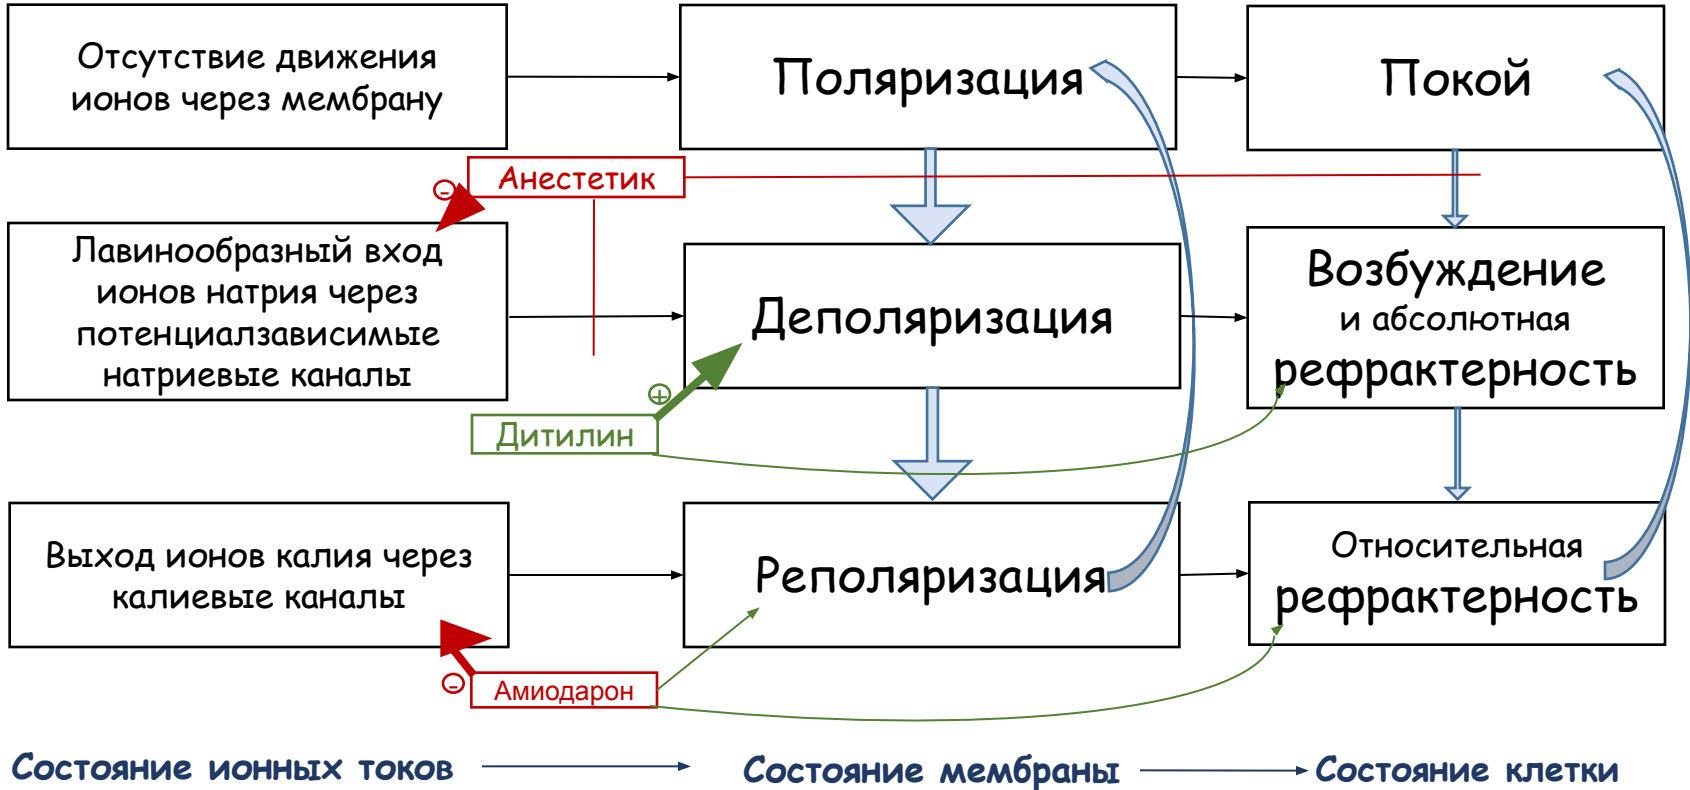 Отсутствие движения
ионов через мембрану
Поляризация
Покой
-
Анестетик
Лавинообразный вход
ионов натрия через
потенциалзависимые
натриевые каналы
Деполяризация
Возбуждение
и абсолютная
рефрактерность
+
Дитилин
Выход ионов калия через
калиевые каналы
Реполяризация
Относительная
рефрактерность
-
Амиодарон
Состояние ионных токов
Состояние мембраны
Состояние клетки